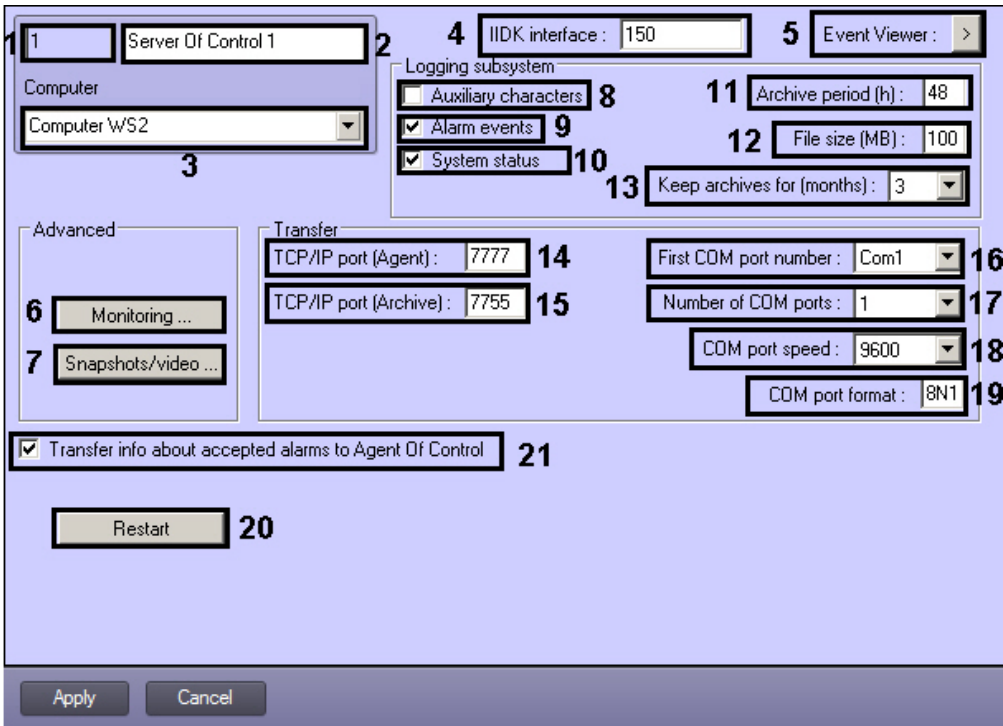 1 1 Server Of Control 1 2 4 IIDK interface : 150 5 Event Viewer : >
Computer
Computer WS2
3
Logging subsystem
Auxiliary characters 8 11 Archive period (h) : 48
Alarm events 9
12 File size (MB) : 100
System status 10
13 Keep archives for (months) : 3
Advanced
6 Monitoring ...
7 Snapshots/video ...
Transfer
TCP/IP port (Agent) : 7777 14 First COM port number : Com1 16
TCP/IP port (Archive) : 7755 15 Number of COM ports : 1 17
COM port speed : 9600 18
COM port format : 8N1 19
Transfer info about accepted alarms to Agent Of Control 21
Restart 20
Apply Cancel